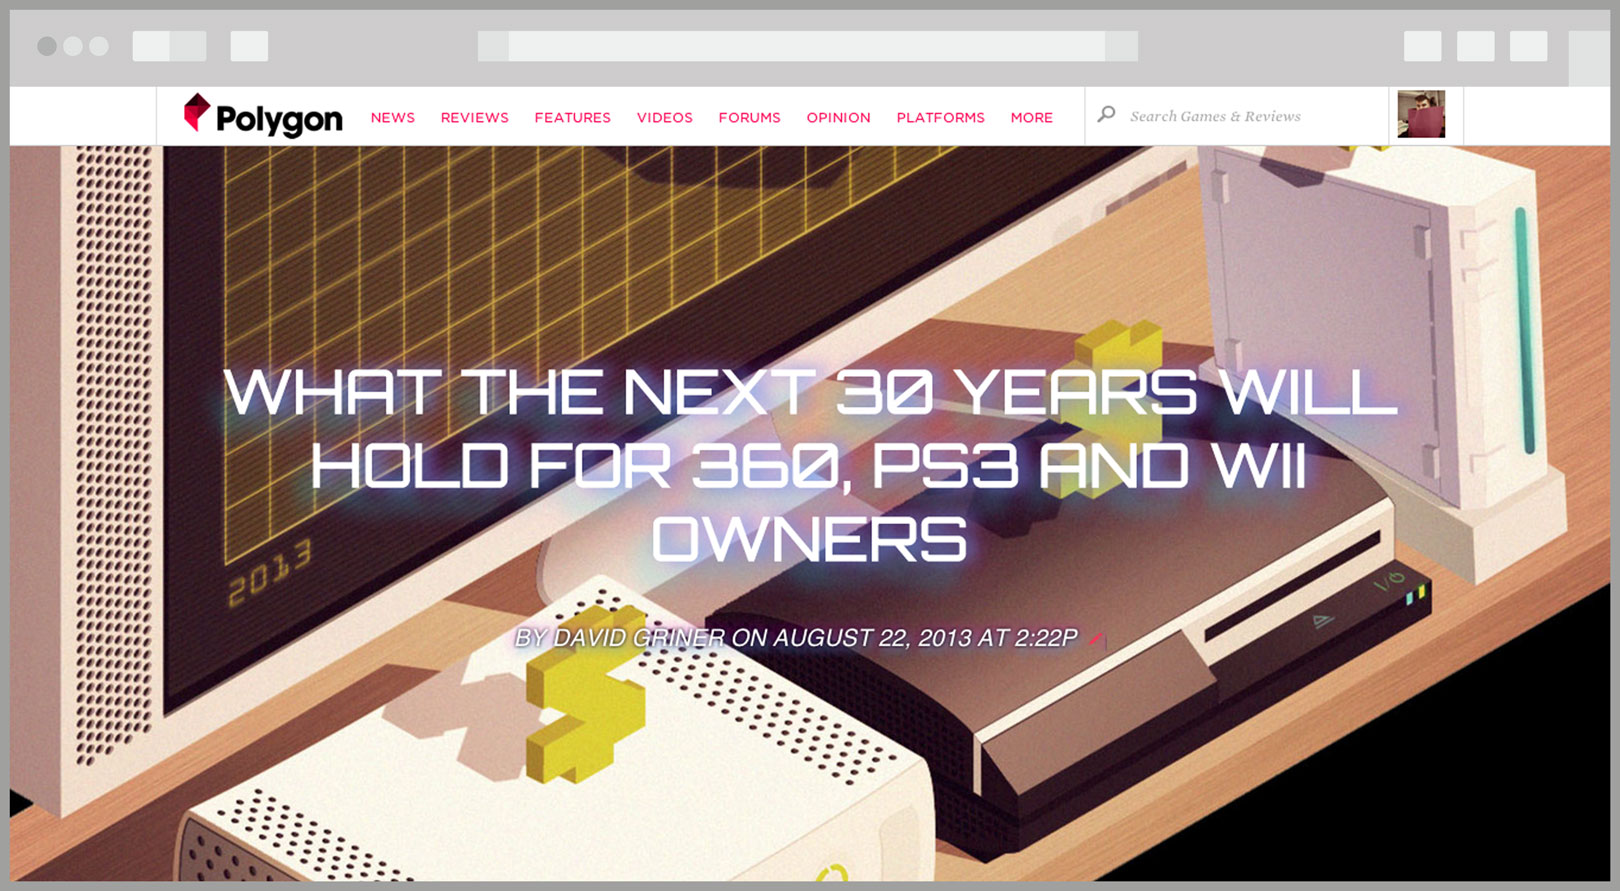 Polygon NEWS REVIEWS FEATURES VIDEOS FORUMS OPINION PLATFORMS MORE Search Games & Reviews
WHAT THE NEXT 30 YEARS WILL
HOLD FOR 360, PS3 AND WII
OWNERS
2013
BY DAVID GRINER ON AUGUST 22, 2013 AT 2:22P